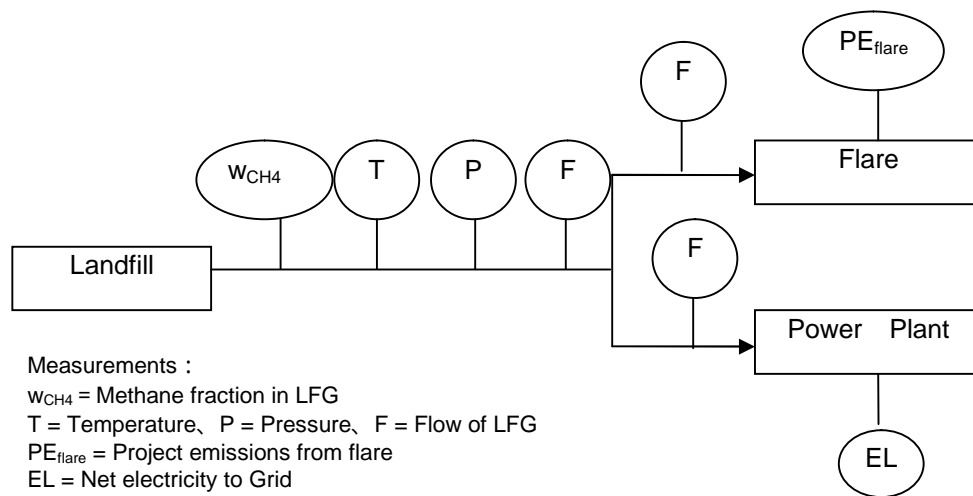 PEflare
F
Flare
wCH4
T
P
F
F
Landfill
Power Plant
Measurements：
wCH4 = Methane fraction in LFG
T = Temperature、P = Pressure、F = Flow of LFG
PEflare = Project emissions from flare
EL = Net electricity to Grid
EL